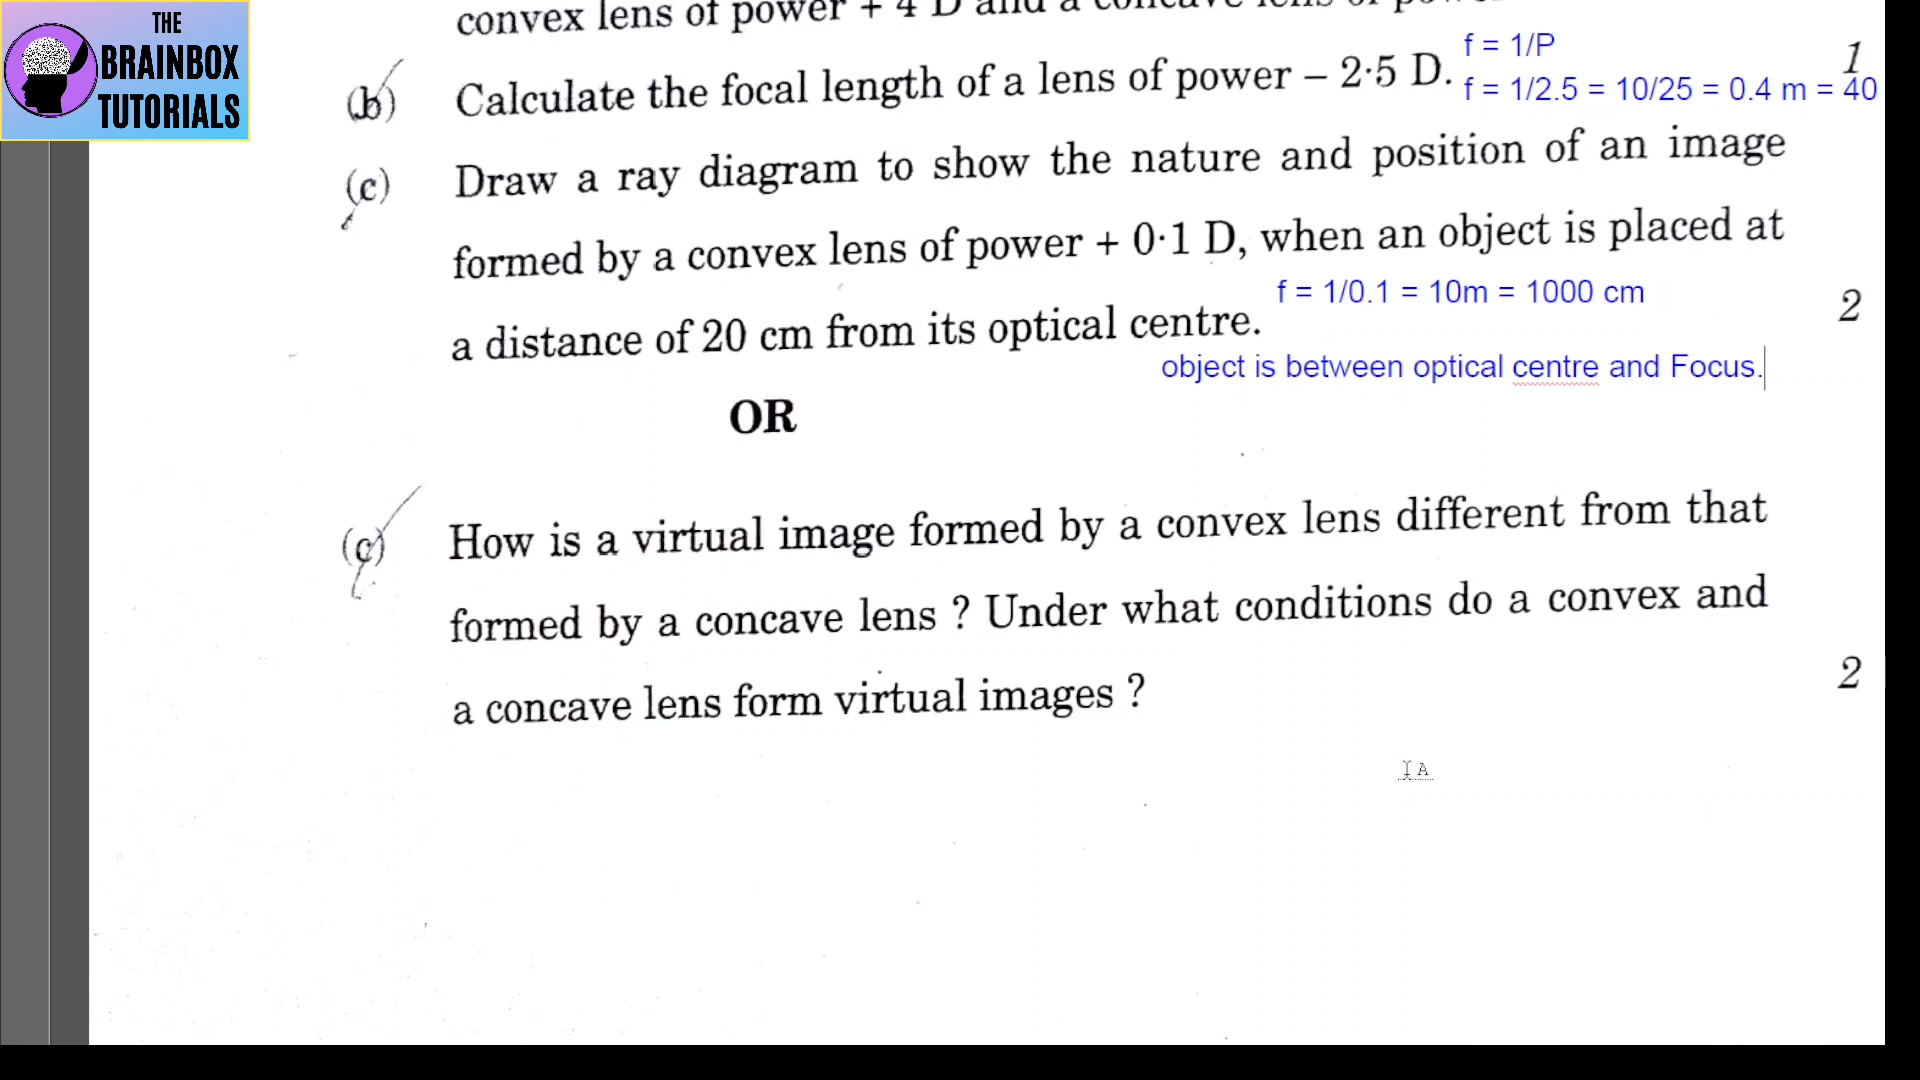 THE
BRAINBOX
TUTORIALS
convex lens of power + 4 D and a concave lens of
(b) Calculate the focal length of a lens of power – 2·5 D. 1
f = 1/P
f = 1/2.5 = 10/25 = 0.4 m = 40
(c) Draw a ray diagram to show the nature and position of an image
formed by a convex lens of power + 0·1 D, when an object is placed at
f = 1/0.1 = 10m = 1000 cm
a distance of 20 cm from its optical centre. 2
object is between optical centre and Focus.
OR
(c) How is a virtual image formed by a convex lens different from that
formed by a concave lens ? Under what conditions do a convex and
a concave lens form virtual images ? 2
A